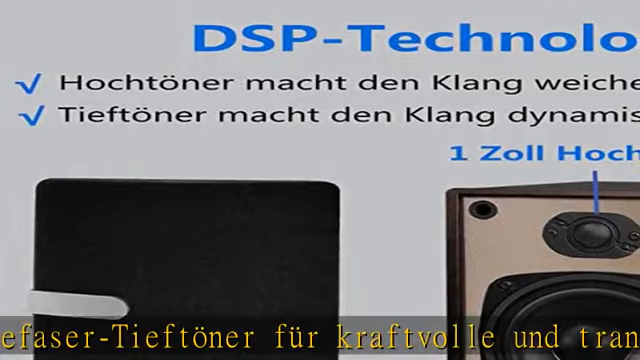 DSP-Technolo
√ Hochtöner macht den Klang weiche
√ Tieftöner macht den Klang dynamis
1 Zoll Hoch
efaser-Tieftöner für kraftvolle und tran